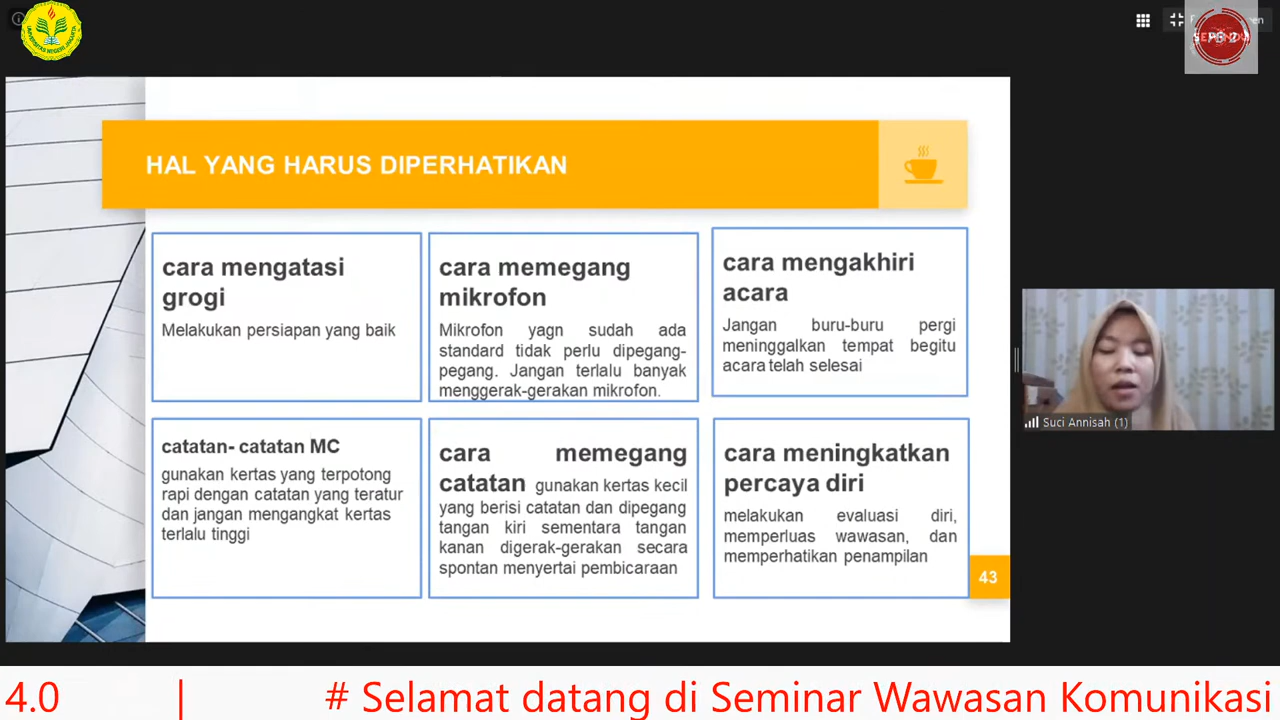 UNIVERSITAS NEGERI JAKARTA
HAL YANG HARUS DIPERHATIKAN
cara mengatasi
grogi
Melakukan persiapan yang baik
cara memegang
mikrofon
Mikrofon yagn sudah ada
standard tidak perlu dipegang-
pegang. Jangan terlalu banyak
menggerak-gerakan mikrofon.
cara mengakhiri
acara
Jangan buru-buru pergi
meninggalkan tempat begitu
acara telah selesai
catatan- catatan MC
gunakan kertas yang terpotong
rapi dengan catatan yang teratur
dan jangan mengangkat kertas
terlalu tinggi
cara memegang
catatan gunakan kertas kecil
yang berisi catatan dan dipegang
tangan kiri sementara tangan
kanan digerak-gerakan secara
spontan menyertai pembicaraan
cara meningkatkan
percaya diri
melakukan evaluasi diri,
memperluas wawasan, dan
memperhatikan penampilan
43
Suci Annisah (1)
4.0 | # Selamat datang di Seminar Wawasan Komunikasi